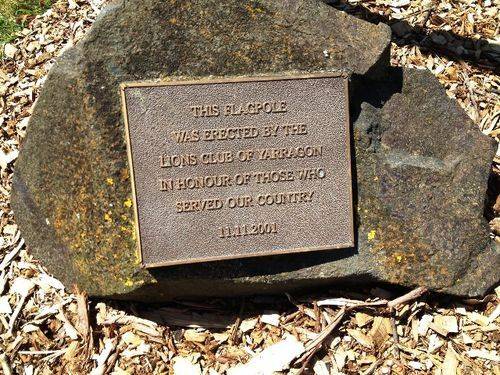 THIS FLAGPOLE
WAS ERECTED BY THE
LIONS CLUB OF YARRAGON
IN HONOUR OF THOSE WHO
SERVED OUR COUNTRY
11.11.2001